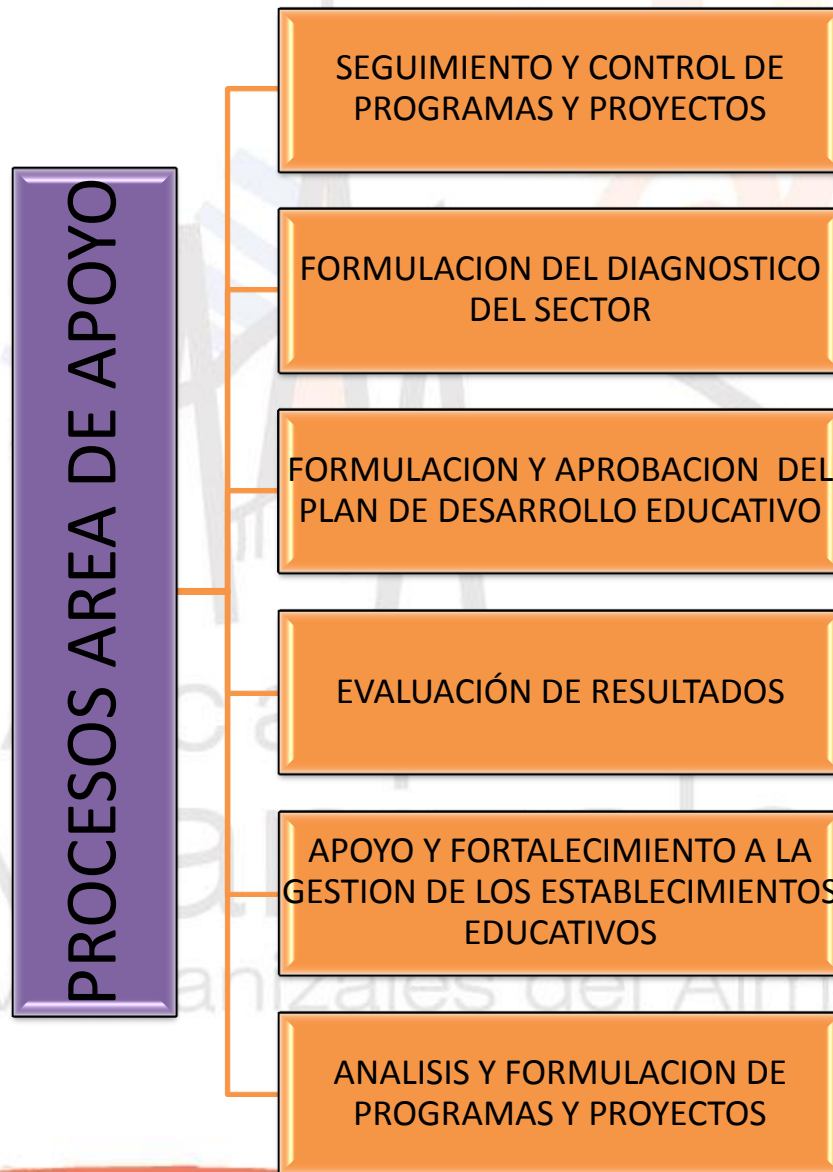 PROCESOS AREA DE APOYO
SEGUIMIENTO Y CONTROL DE
PROGRAMAS Y PROYECTOS
FORMULACION DEL DIAGNOSTICO
DEL SECTOR
FORMULACION Y APROBACION DEL
PLAN DE DESARROLLO EDUCATIVO
EVALUACIÓN DE RESULTADOS
APOYO Y FORTALECIMIENTO A LA
GESTION DE LOS ESTABLECIMIENTOS
EDUCATIVOS
ANALISIS Y FORMULACION DE
PROGRAMAS Y PROYECTOS